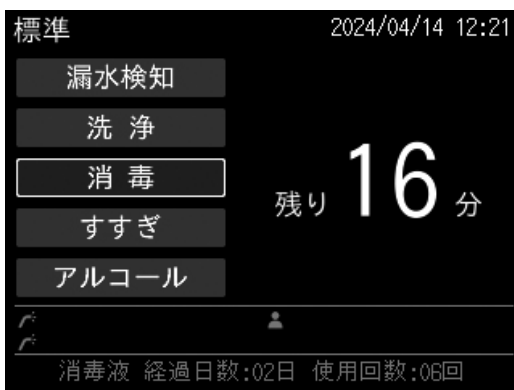 標準 2024/04/14 12:21
漏水検知
洗 浄
消 毒
残り 16 分
すすぎ
アルコール
消毒液 経過日数:02日 使用回数:06回